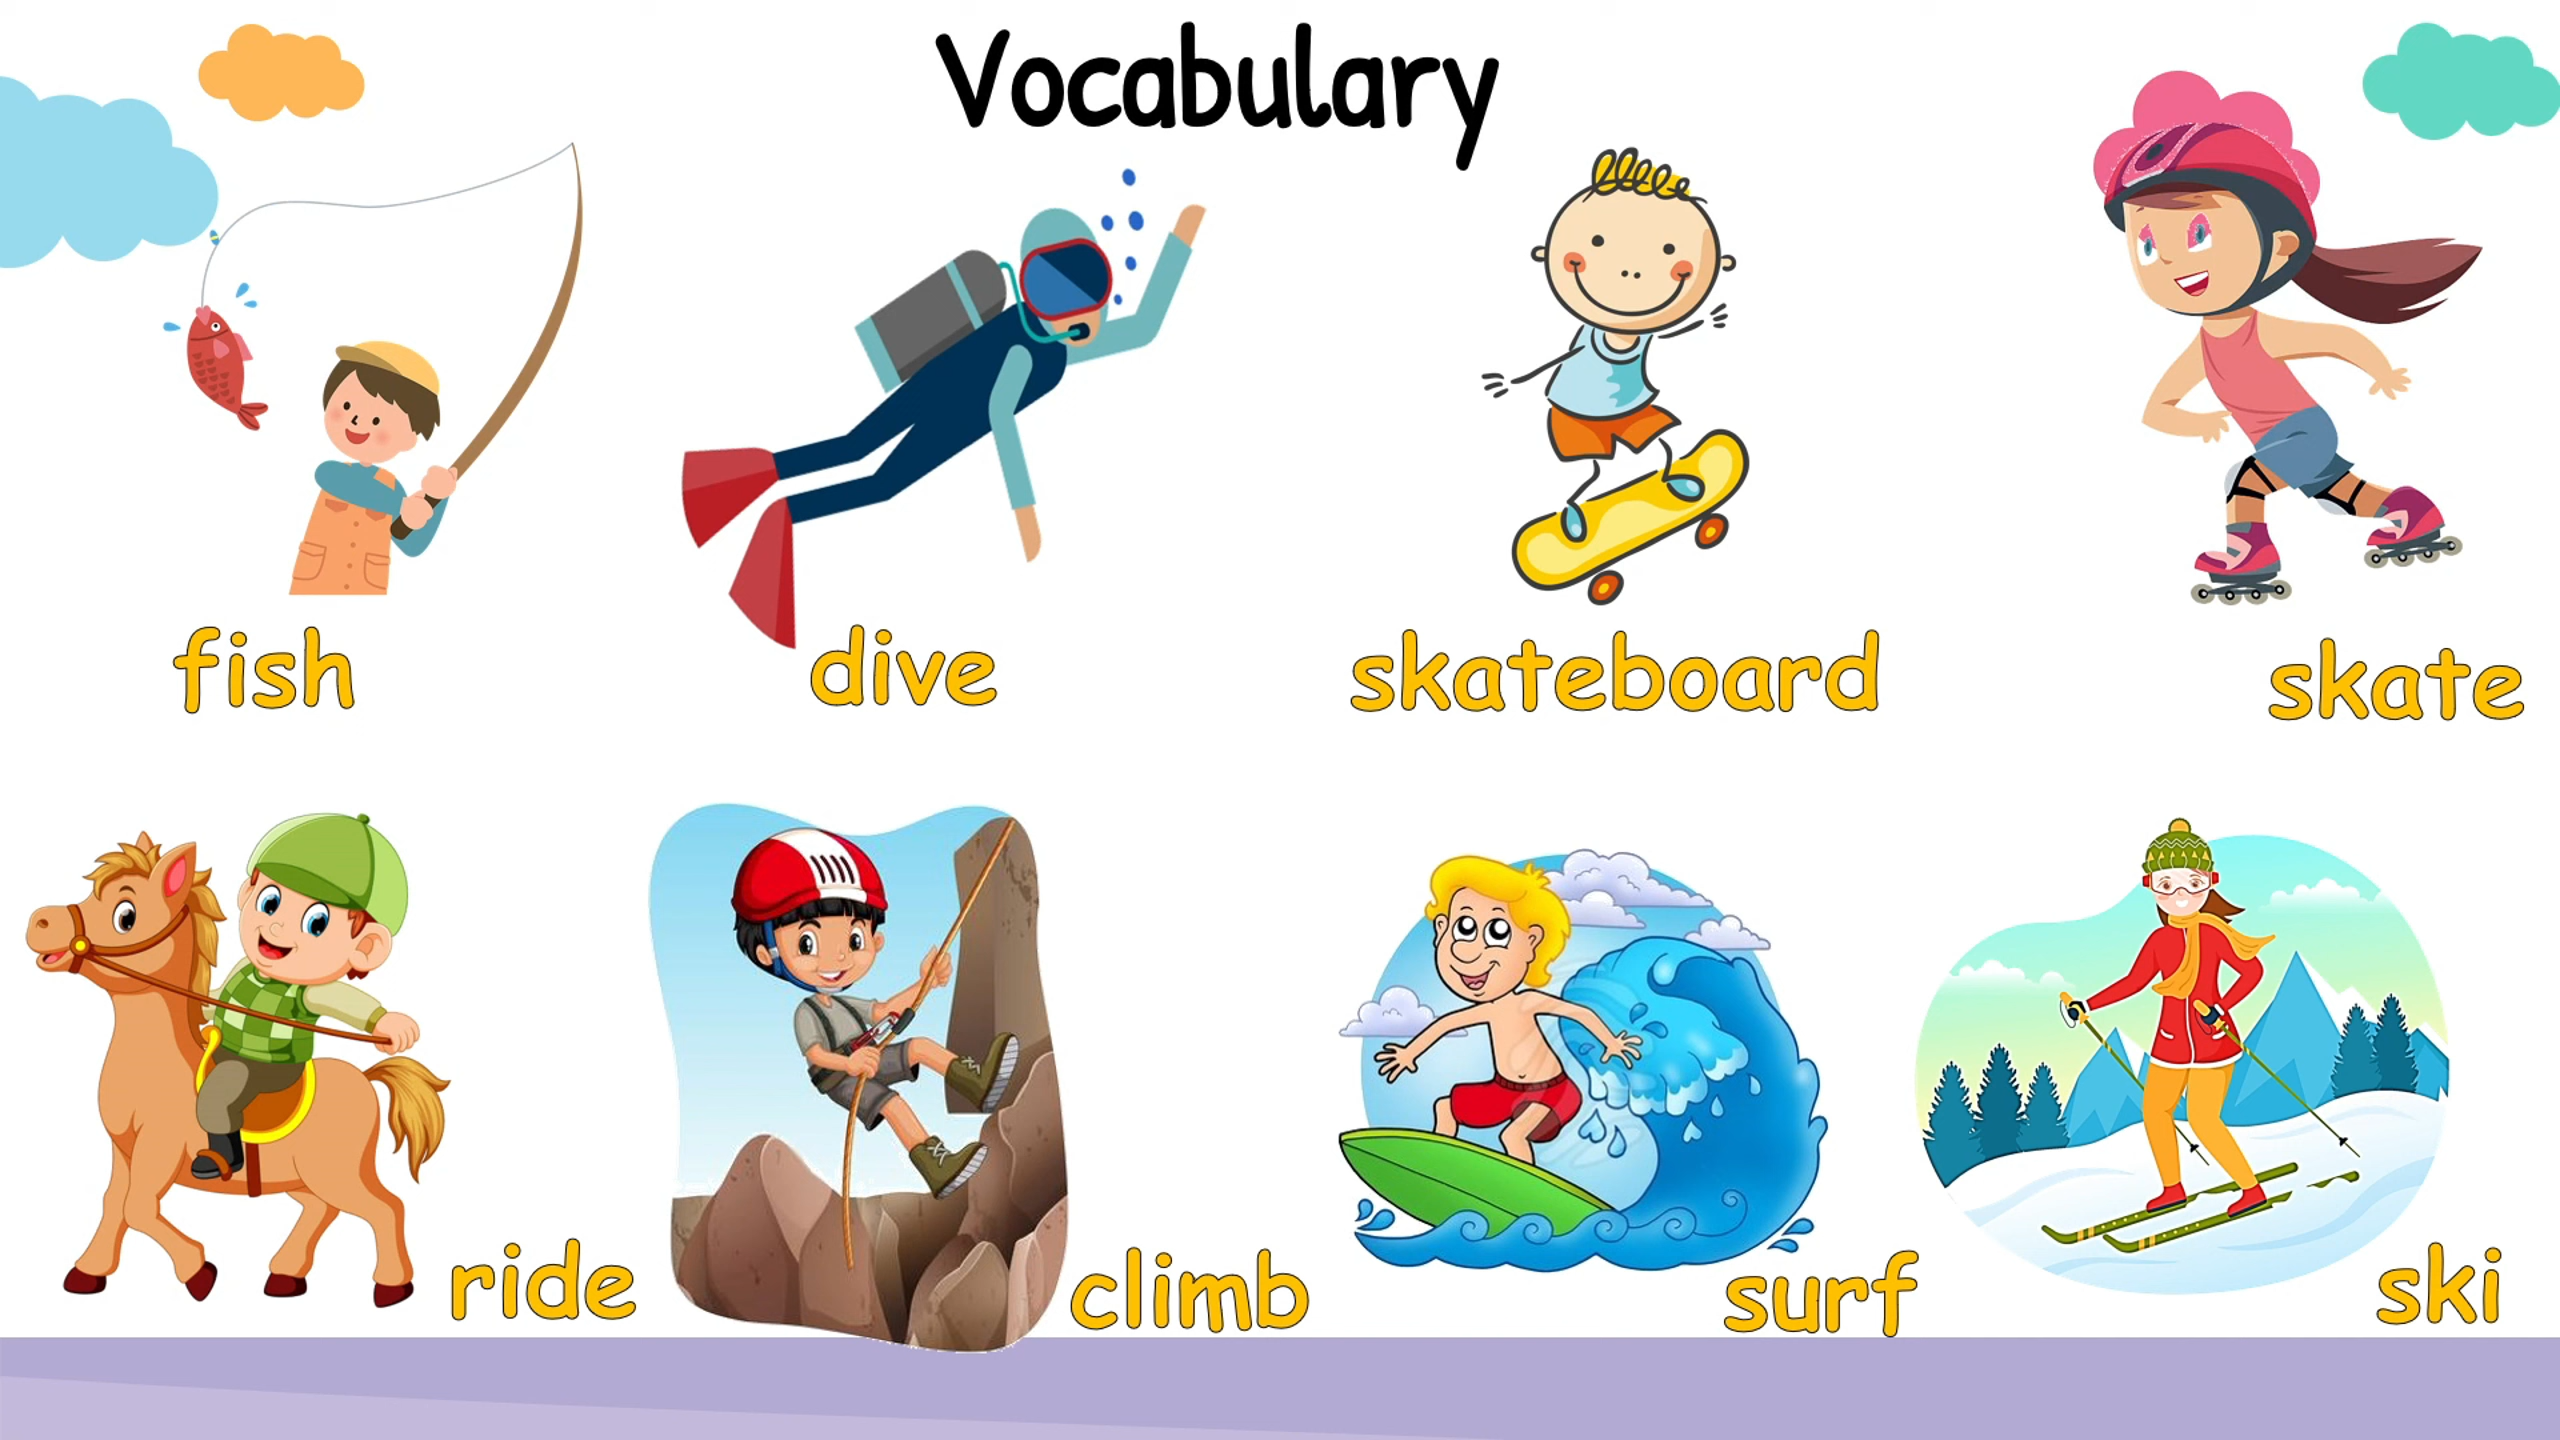 Vocabulary
fish
dive
skateboard
skate
ride
climb
surf
ski